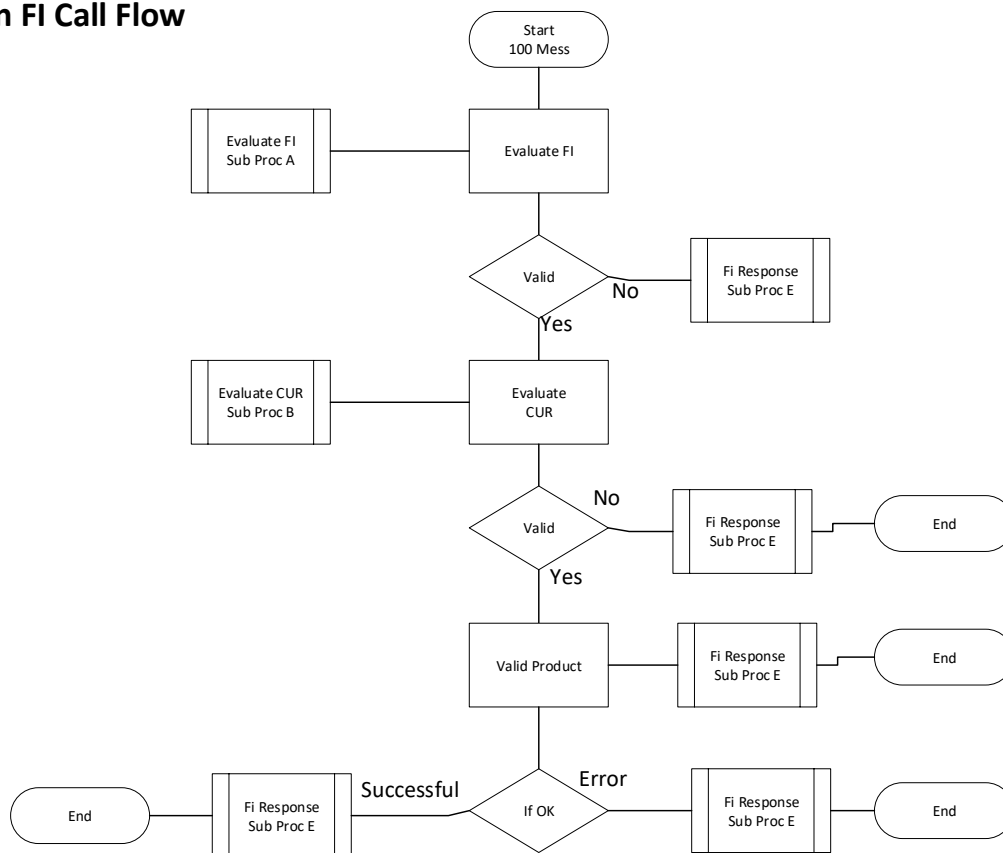 n FI Call Flow
Start
100 Mess
Evaluate FI
Sub Proc A
Evaluate FI
Valid
No
Fi Response
Sub Proc E
Yes
Evaluate CUR
Sub Proc B
Evaluate
CUR
Valid
No
Fi Response
Sub Proc E
End
Yes
Valid Product
Fi Response
Sub Proc E
End
End
Fi Response
Sub Proc E
Successful
If OK
Error
Fi Response
Sub Proc E
End